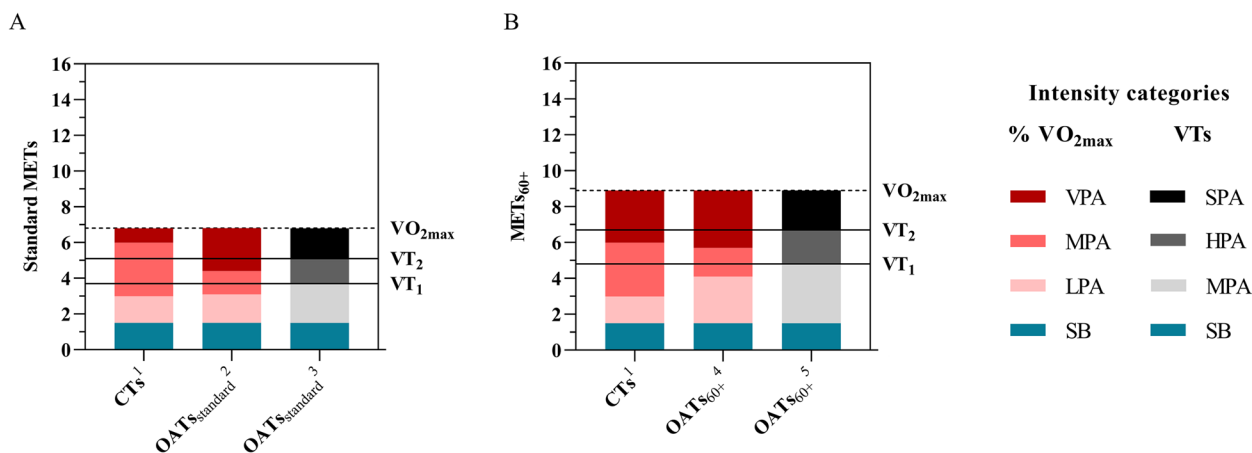 A
Standard METs
16
14
12
10
8
6
4
2
0
VO2max
VT2
VT1
CTs1
OATsstandard2
OATsstandard3
B
METs60+
16
14
12
10
8
6
4
2
0
VO2max
VT2
VT1
CTs1
OATs60+4
OATs60+5
Intensity categories
% VO2max VTs
VPA SPA
MPA HPA
LPA MPA
SB SB